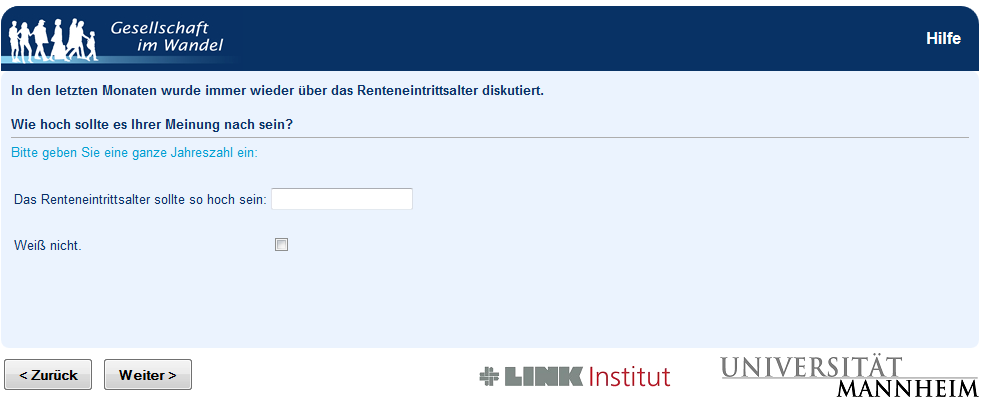 Gesellschaft
im Wandel
Hilfe
In den letzten Monaten wurde immer wieder über das Renteneintrittsalter diskutiert.
Wie hoch sollte es Ihrer Meinung nach sein?
Bitte geben Sie eine ganze Jahreszahl ein:
Das Renteneintrittsalter sollte so hoch sein:
Weiß nicht.
< Zurück
Weiter >
LINK Institut
UNIVERSITÄT
MANNHEIM